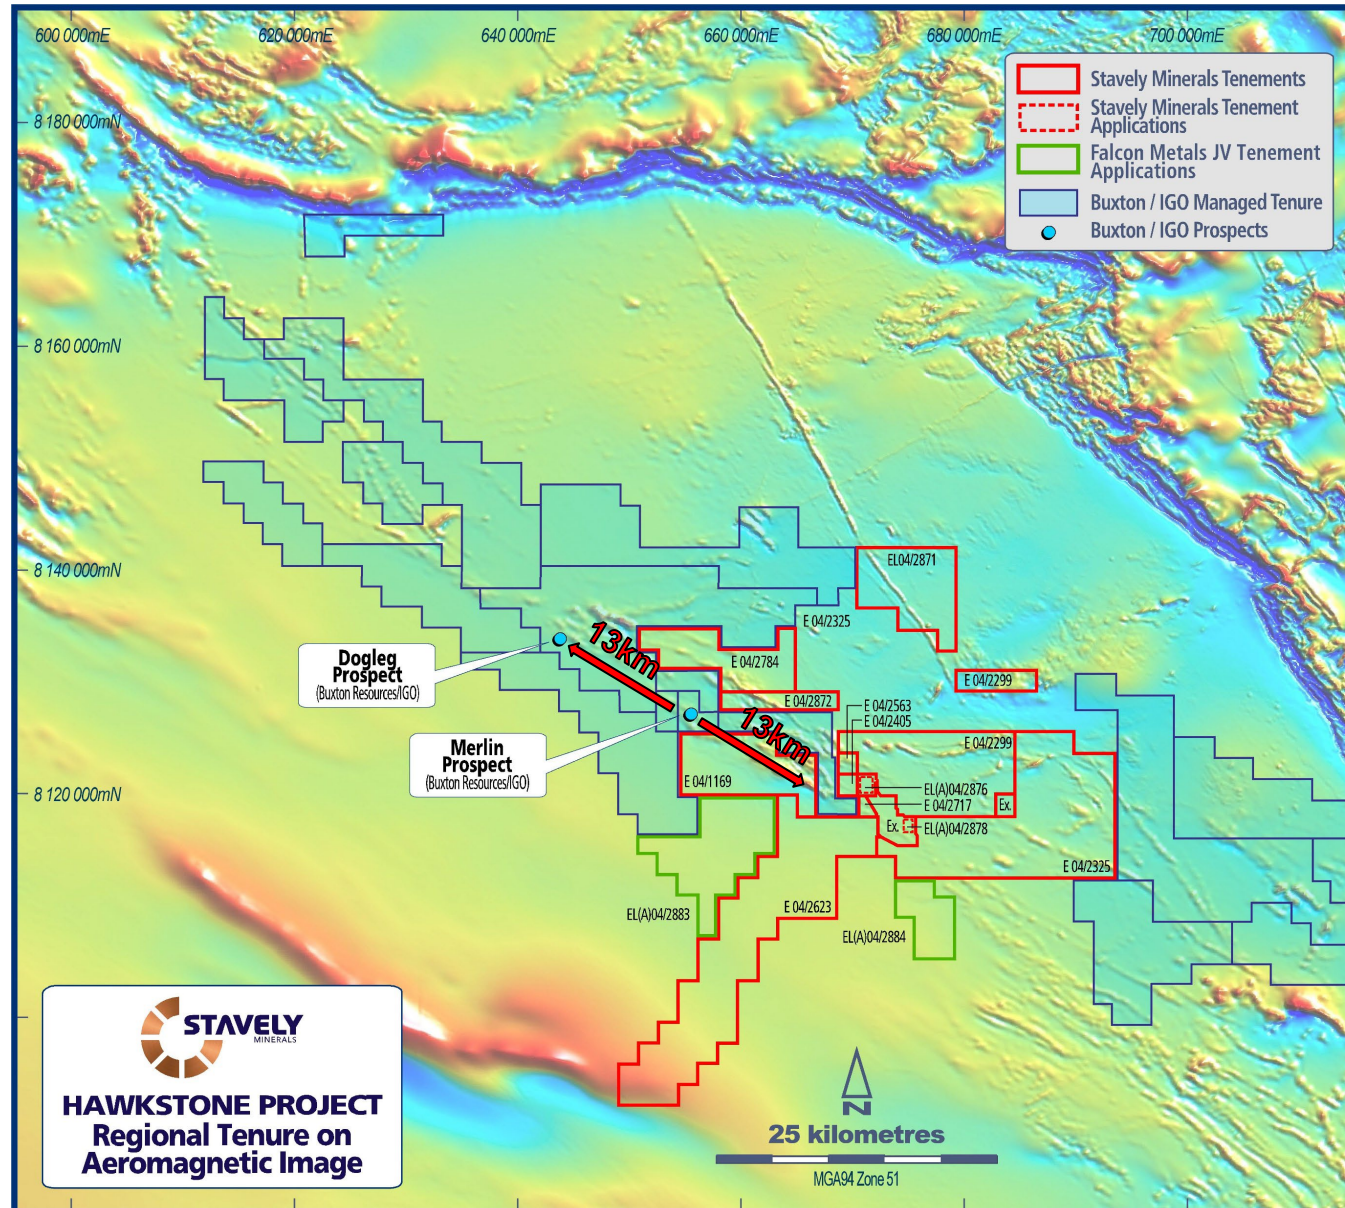 600 000mE
620 000mE
640 000mE
660 000mE
680 000mE
700 000mE
Stavely Minerals Tenements
Stavely Minerals Tenement
Applications
Falcon Metals JV Tenement
Applications
Buxton / IGO Managed Tenure
Buxton / IGO Prospects
8 180 000mN
8 160 000mN
8 140 000mN
8 120 000mN
EL04/2871
E 04/2325
E 04/2784
E 04/2299
E 04/2872
E 04/2563
E 04/2405
E 04/2299
E 04/1169
EL(A)04/2876
E 04/2717
Ex.
Ex.
EL(A)04/2878
E 04/2325
E 04/2623
EL(A)04/2883
EL(A)04/2884
13km
13km
Dogleg
Prospect
(Buxton Resources/IGO)
Merlin
Prospect
(Buxton Resources/IGO)
STAVELY
MINERALS
HAWKSTONE PROJECT
Regional Tenure on
Aeromagnetic Image
N
25 kilometres
MGA94 Zone 51